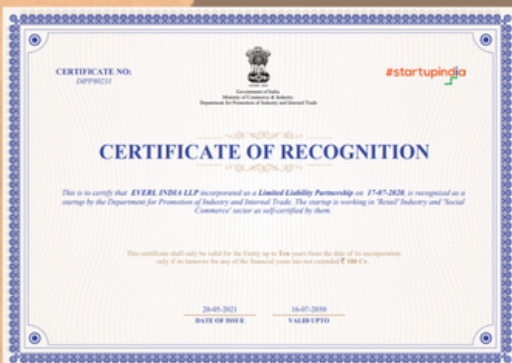 CERTIFICATE NO:
DIPP80231
#startupindia
Government of India
Ministry of Commerce & Industry
Department for Promotion of Industry and Internal Trade
CERTIFICATE OF RECOGNITION
This is to certify that EVERL INDIA LLP incorporated as a Limited Liability Partnership on 17-07-2020, is recognized as a
startup by the Department for Promotion of Industry and Internal Trade. The startup is working in 'Retail' Industry and 'Social
Commerce' sector as self-certified by them.
This certificate shall only be valid for the Entity up to Ten years from the date of its incorporation
only if its turnover for any of the financial years has not exceeded ₹ 100 Cr.
20-05-2021
DATE OF ISSUE
16-07-2030
VALID UPTO